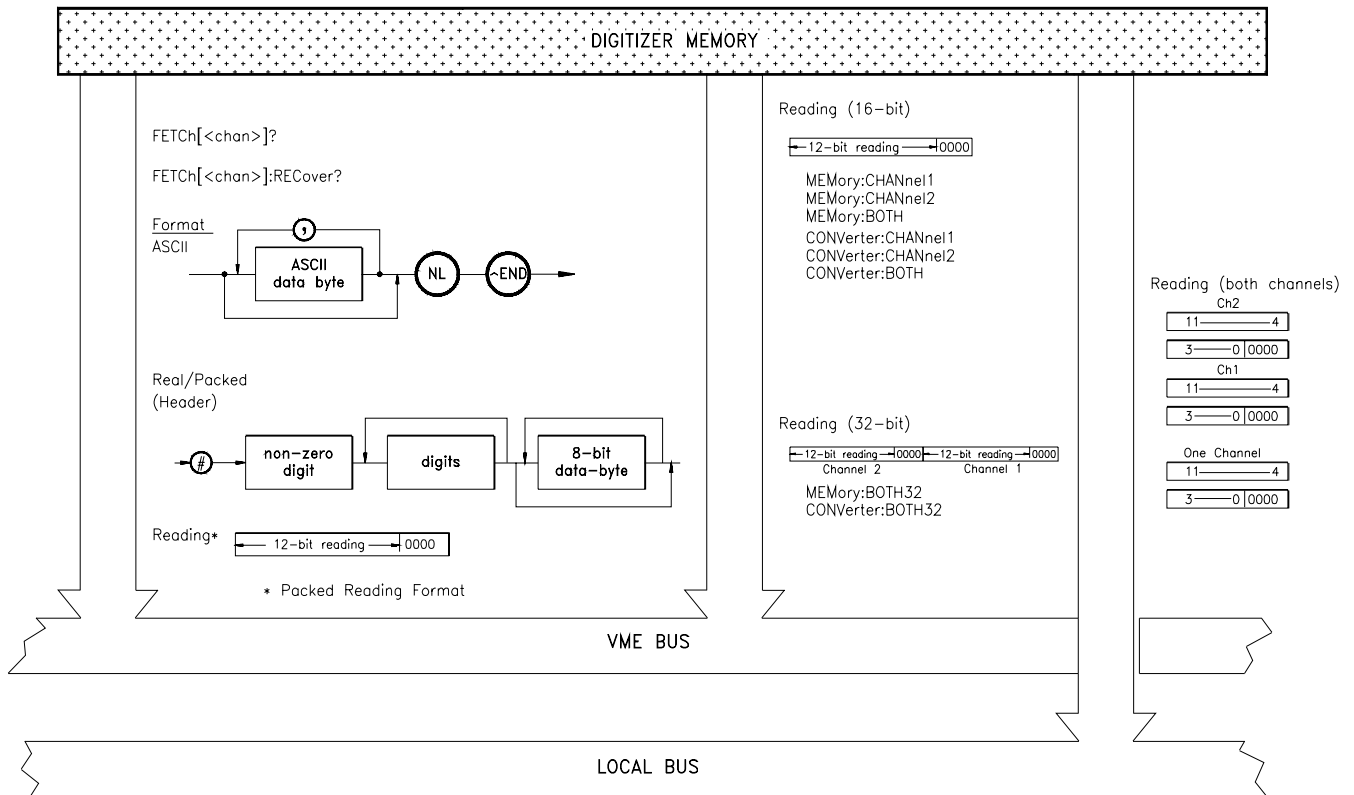 DIGITIZER MEMORY
FETCh[<chan>]?
FETCh[<chan>]:RECover?
Format
ASCII
,
ASCII
data byte
NL
^END
Real/Packed
(Header)
#
non-zero
digit
digits
8-bit
data-byte
Reading*
12-bit reading
0000
* Packed Reading Format
Reading (16-bit)
12-bit reading
0000
MEMory:CHANnel1
MEMory:CHANnel2
MEMory:BOTH
CONVerter:CHANnel1
CONVerter:CHANnel2
CONVerter:BOTH
Reading (32-bit)
12-bit reading 0000 12-bit reading 0000
Channel 2 Channel 1
MEMory:BOTH32
CONVerter:BOTH32
Reading (both channels)
Ch2
11 4
3 0 0000
Ch1
11 4
3 0 0000
One Channel
11 4
3 0 0000
VME BUS
LOCAL BUS